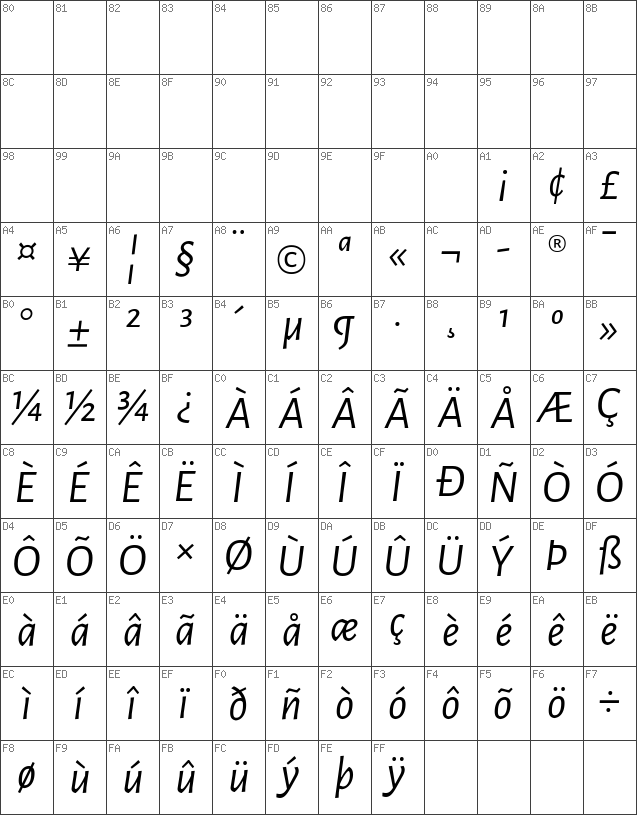 80 81 82 83 84 85 86 87 88 89 8A 8B
8C 8D 8E 8F 90 91 92 93 94 95 96 97
98 99 9A 9B 9C 9D 9E 9F A0 A1 A2 A3
¡ ¢ £
A4 A5 A6 A7 A8 A9 AA AB AC AD AE AF
¤ ¥ ¦ § ¨ © ª « ¬ - ® ¯
B0 B1 B2 B3 B4 B5 B6 B7 B8 B9 BA BB
° ± ² ³ ´ µ ¶ · ¸ ¹ º »
BC BD BE BF C0 C1 C2 C3 C4 C5 C6 C7
¼ ½ ¾ ¿ À Á Â Ã Ä Å Æ Ç
C8 C9 CA CB CC CD CE CF D0 D1 D2 D3
È É Ê Ë Ì Í Î Ï Ð Ñ Ò Ó
D4 D5 D6 D7 D8 D9 DA DB DC DD DE DF
Ô Õ Ö × Ø Ù Ú Û Ü Ý Þ ß
E0 E1 E2 E3 E4 E5 E6 E7 E8 E9 EA EB
à á â ã ä å æ ç è é ê ë
EC ED EE EF F0 F1 F2 F3 F4 F5 F6 F7
ì í î ï ð ñ ò ó ô õ ö ÷
F8 F9 FA FB FC FD FE FF
ø ù ú û ü ý þ ÿ